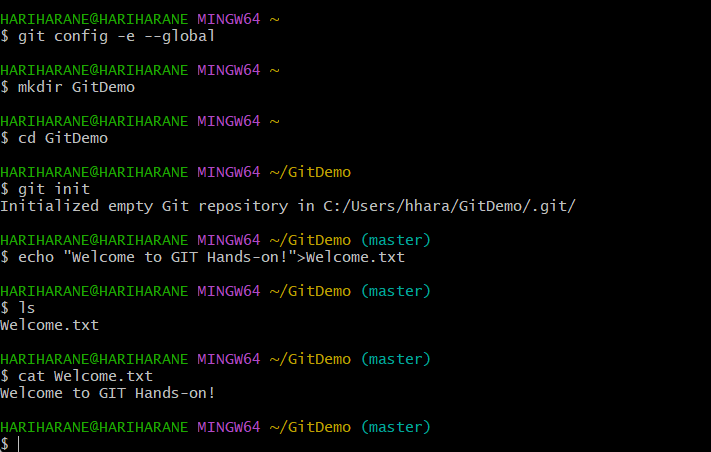 HARIHARANE@HARIHARANE MINGW64 ~
$ git config -e --global
HARIHARANE@HARIHARANE MINGW64 ~
$ mkdir GitDemo
HARIHARANE@HARIHARANE MINGW64 ~
$ cd GitDemo
HARIHARANE@HARIHARANE MINGW64 ~/GitDemo
$ git init
Initialized empty Git repository in C:/Users/hhara/GitDemo/.git/
HARIHARANE@HARIHARANE MINGW64 ~/GitDemo (master)
$ echo "Welcome to GIT Hands-on!">Welcome.txt
HARIHARANE@HARIHARANE MINGW64 ~/GitDemo (master)
$ ls
Welcome.txt
HARIHARANE@HARIHARANE MINGW64 ~/GitDemo (master)
$ cat Welcome.txt
Welcome to GIT Hands-on!
HARIHARANE@HARIHARANE MINGW64 ~/GitDemo (master)
$